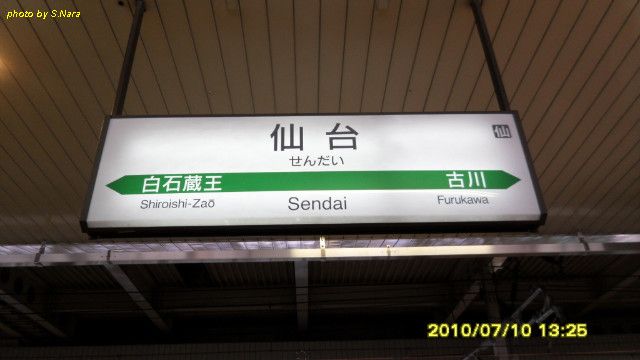 photo by S.Nara
仙台
仙
せんだい
白石蔵王
古川
Shiroishi-Zaō
Sendai
Furukawa
2010/07/10 13:25